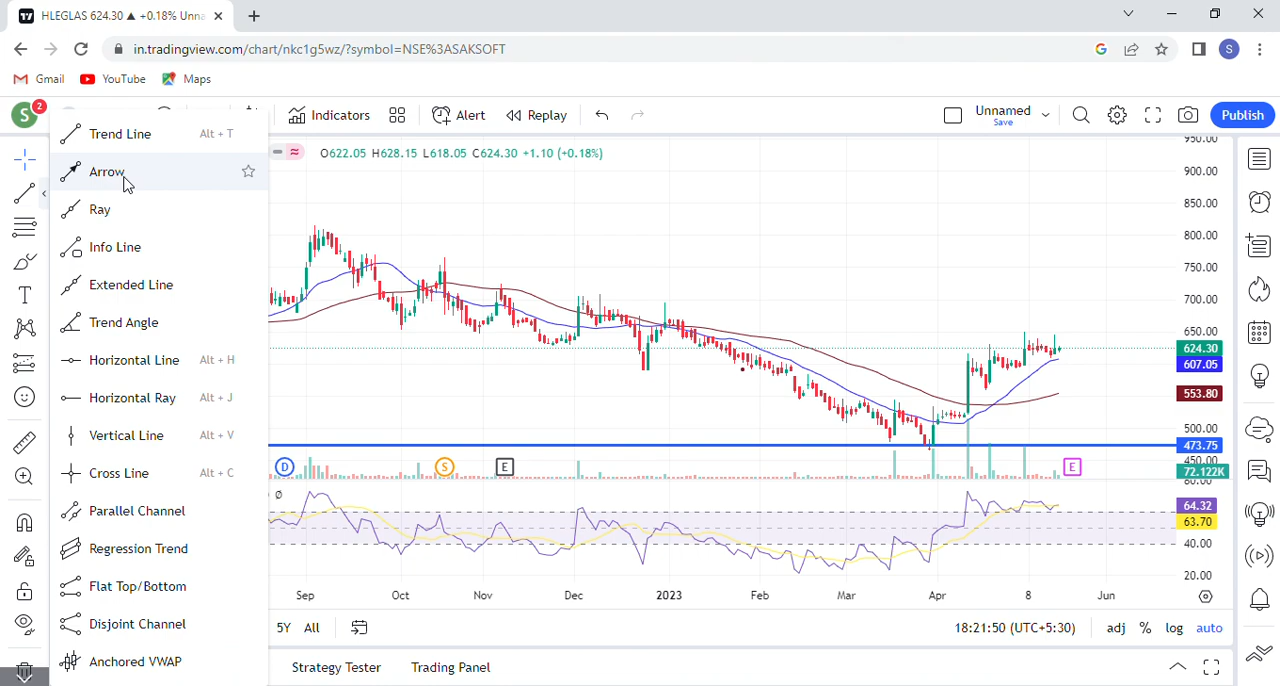 HLEGLAS 624.30 ▲ +0.18% Unna
in.tradingview.com/chart/nkc1g5wz/?symbol=NSE%3ASAKSOFT
S
Gmail YouTube Maps
S 2
Indicators Alert Replay
Unnamed
Save
Publish
O622.05 H628.15 L618.05 C624.30 +1.10 (+0.18%)
Trend Line Alt + T
Arrow
Ray
Info Line
Extended Line
Trend Angle
Horizontal Line Alt + H
Horizontal Ray Alt + J
Vertical Line Alt + V
Cross Line Alt + C
Parallel Channel
Regression Trend
Flat Top/Bottom
Disjoint Channel
Anchored VWAP
950.00
900.00
850.00
800.00
750.00
700.00
650.00
624.30
607.05
553.80
500.00
473.75
450.00
72.122K
80.00
64.32
63.70
40.00
20.00
D S E E
Ø
Sep Oct Nov Dec 2023 Feb Mar Apr 8 Jun
5Y All
18:21:50 (UTC+5:30) adj % log auto
Strategy Tester Trading Panel